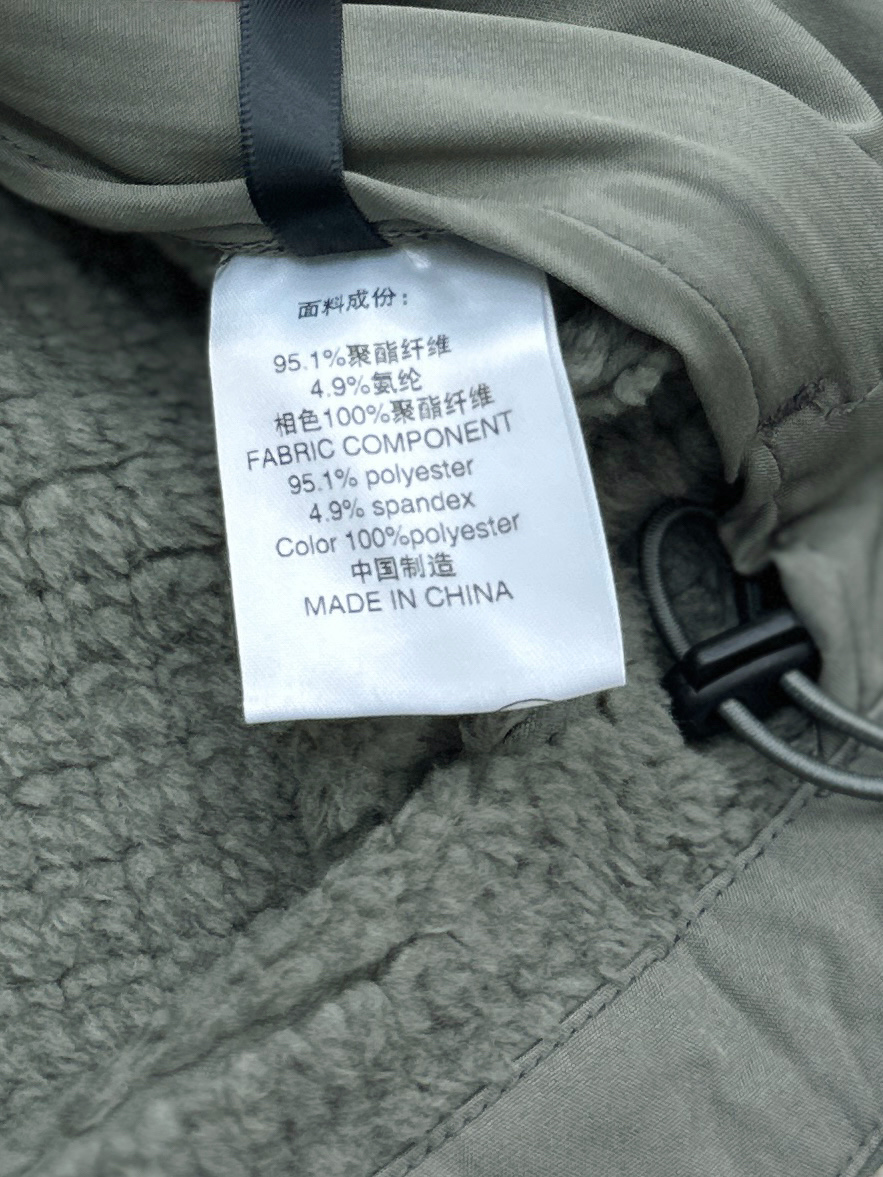 面料成份：
95.1%聚酯纤维
4.9%氨纶
相色100%聚酯纤维
FABRIC COMPONENT
95.1% polyester
4.9% spandex
Color 100%polyester
中国制造
MADE IN CHINA